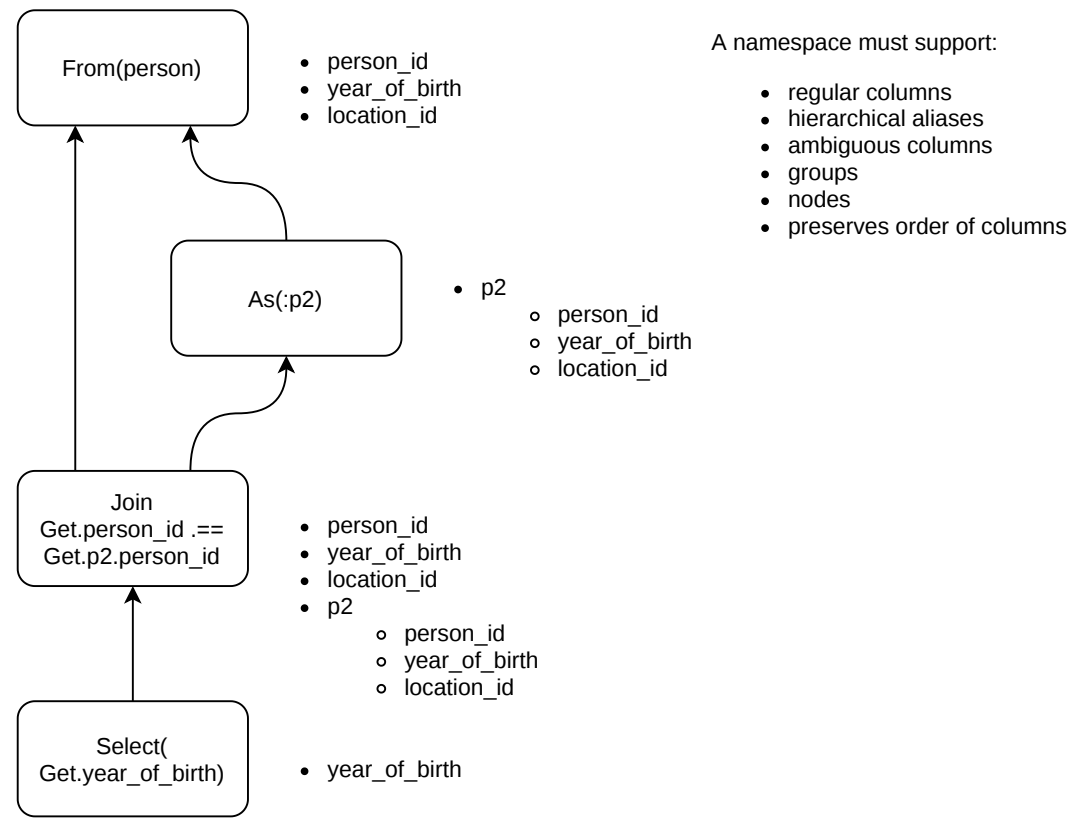 From(person)
person_id
year_of_birth
location_id
A namespace must support:
regular columns
hierarchical aliases
ambiguous columns
groups
nodes
preserves order of columns
As(:p2)
p2
person_id
year_of_birth
location_id
Join
Get.person_id .==
Get.p2.person_id
person_id
year_of_birth
location_id
p2
person_id
year_of_birth
location_id
Select(
Get.year_of_birth)
year_of_birth